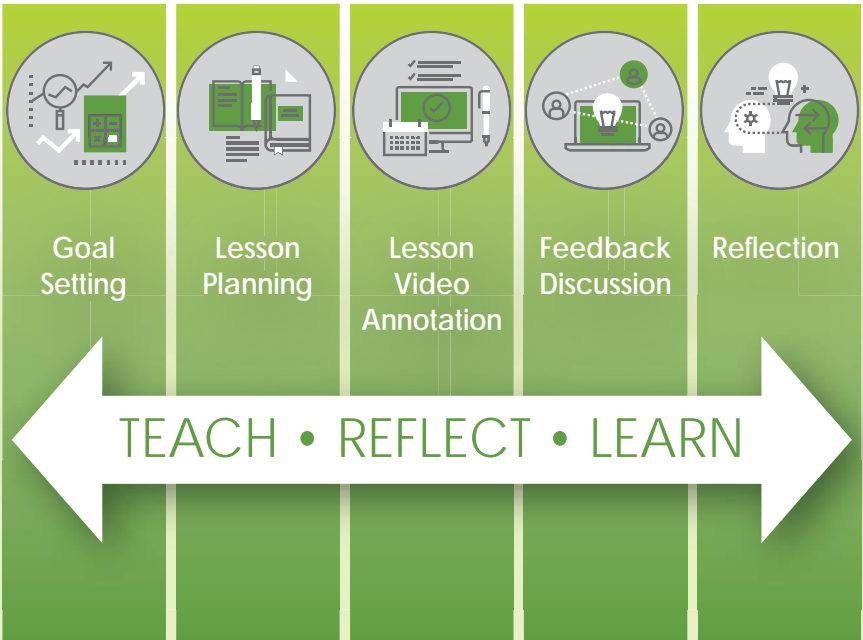 Goal
Setting
Lesson
Planning
Lesson
Video
Annotation
Feedback
Discussion
Reflection
TEACH • REFLECT • LEARN